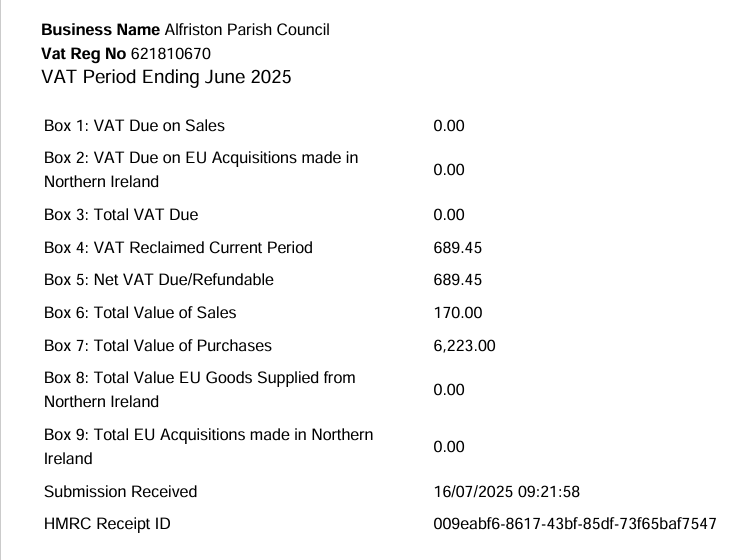 Business Name Alfriston Parish Council
Vat Reg No 621810670
VAT Period Ending June 2025
Box 1: VAT Due on Sales 0.00
Box 2: VAT Due on EU Acquisitions made in
Northern Ireland 0.00
Box 3: Total VAT Due 0.00
Box 4: VAT Reclaimed Current Period 689.45
Box 5: Net VAT Due/Refundable 689.45
Box 6: Total Value of Sales 170.00
Box 7: Total Value of Purchases 6,223.00
Box 8: Total Value EU Goods Supplied from
Northern Ireland 0.00
Box 9: Total EU Acquisitions made in Northern
Ireland 0.00
Submission Received 16/07/2025 09:21:58
HMRC Receipt ID 009eabf6-8617-43bf-85df-73f65baf7547